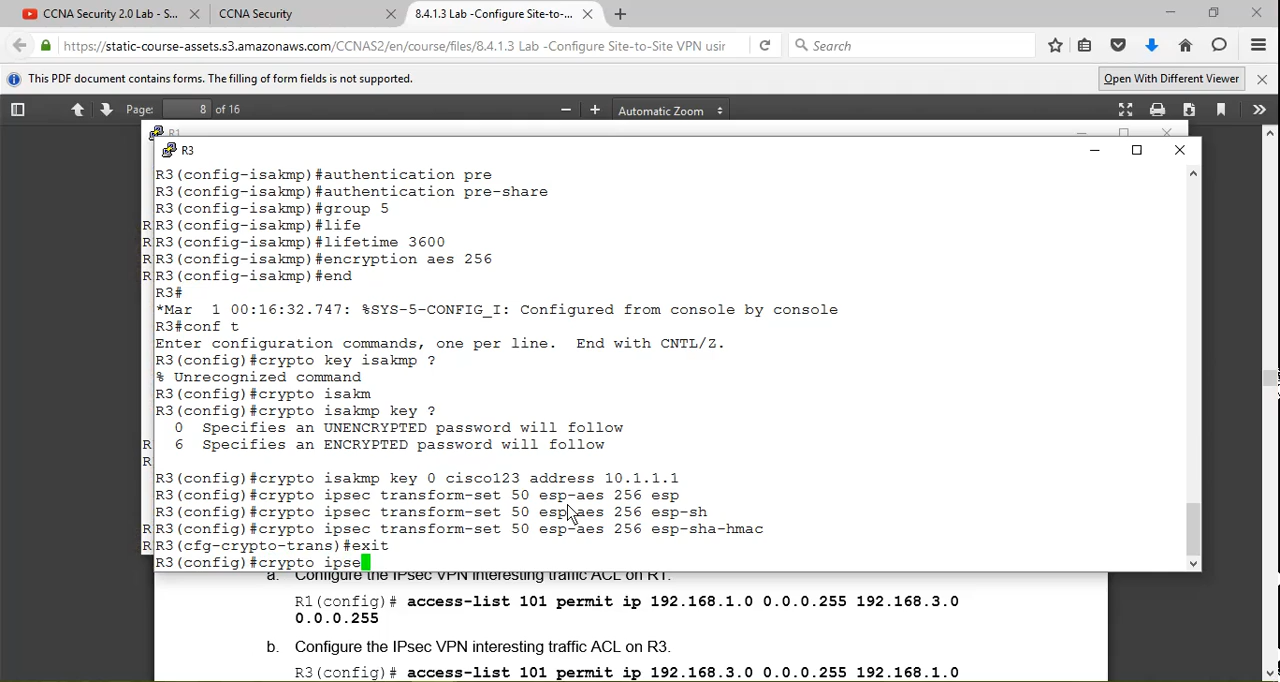 CCNA Security 2.0 Lab - S...
CCNA Security
8.4.1.3 Lab -Configure Site-to-...
https://static-course-assets.s3.amazonaws.com/CCNAS2/en/course/files/8.4.1.3 Lab -Configure Site-to-Site VPN usin
Search
This PDF document contains forms. The filling of form fields is not supported.
Open With Different Viewer
Page: 8 of 16
Automatic Zoom
R1
R3
R3(config-isakmp)#authentication pre
R3(config-isakmp)#authentication pre-share
R3(config-isakmp)#group 5
R3(config-isakmp)#life
R3(config-isakmp)#lifetime 3600
R3(config-isakmp)#encryption aes 256
R3(config-isakmp)#end
R3#
*Mar  1 00:16:32.747: %SYS-5-CONFIG_I: Configured from console by console
R3#conf t
Enter configuration commands, one per line.  End with CNTL/Z.
R3(config)#crypto key isakmp ?
% Unrecognized command
R3(config)#crypto isakm
R3(config)#crypto isakmp key ?
0  Specifies an UNENCRYPTED password will follow
6  Specifies an ENCRYPTED password will follow
R3(config)#crypto isakmp key 0 cisco123 address 10.1.1.1
R3(config)#crypto ipsec transform-set 50 esp-aes 256 esp
R3(config)#crypto ipsec transform-set 50 esp-aes 256 esp-sh
R3(config)#crypto ipsec transform-set 50 esp-aes 256 esp-sha-hmac
R3(cfg-crypto-trans)#exit
R3(config)#crypto ipse
a. Configure the IPsec VPN interesting traffic ACL on R1.
R1(config)# access-list 101 permit ip 192.168.1.0 0.0.0.255 192.168.3.0
0.0.0.255
b. Configure the IPsec VPN interesting traffic ACL on R3.
R3(config)# access-list 101 permit ip 192.168.3.0 0.0.0.255 192.168.1.0